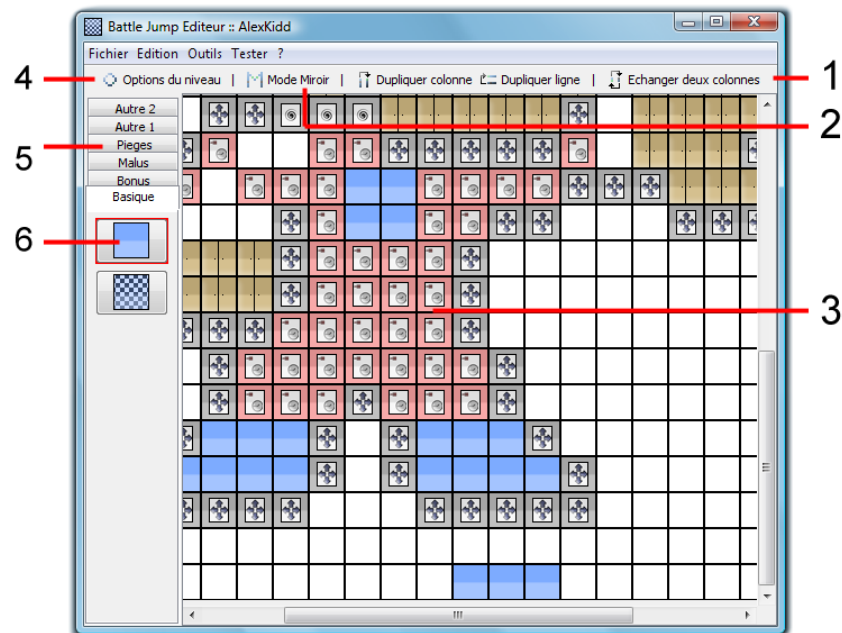 Battle Jump Editeur :: AlexKidd
Fichier Edition Outils Tester ?
4 Options du niveau | Mode Miroir | Dupliquer colonne Dupliquer ligne | Echanger deux colonnes 1
2
Autre 2
Autre 1
5 Pieges
Malus
Bonus
Basique
6
3